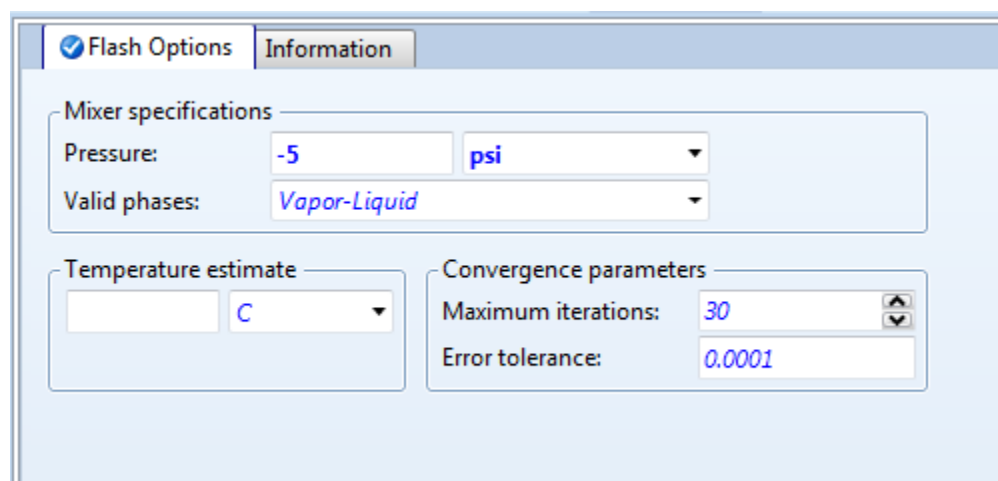 Flash Options Information
Mixer specifications
Pressure: -5 psi
Valid phases: Vapor-Liquid
Temperature estimate
C
Convergence parameters
Maximum iterations: 30
Error tolerance: 0.0001